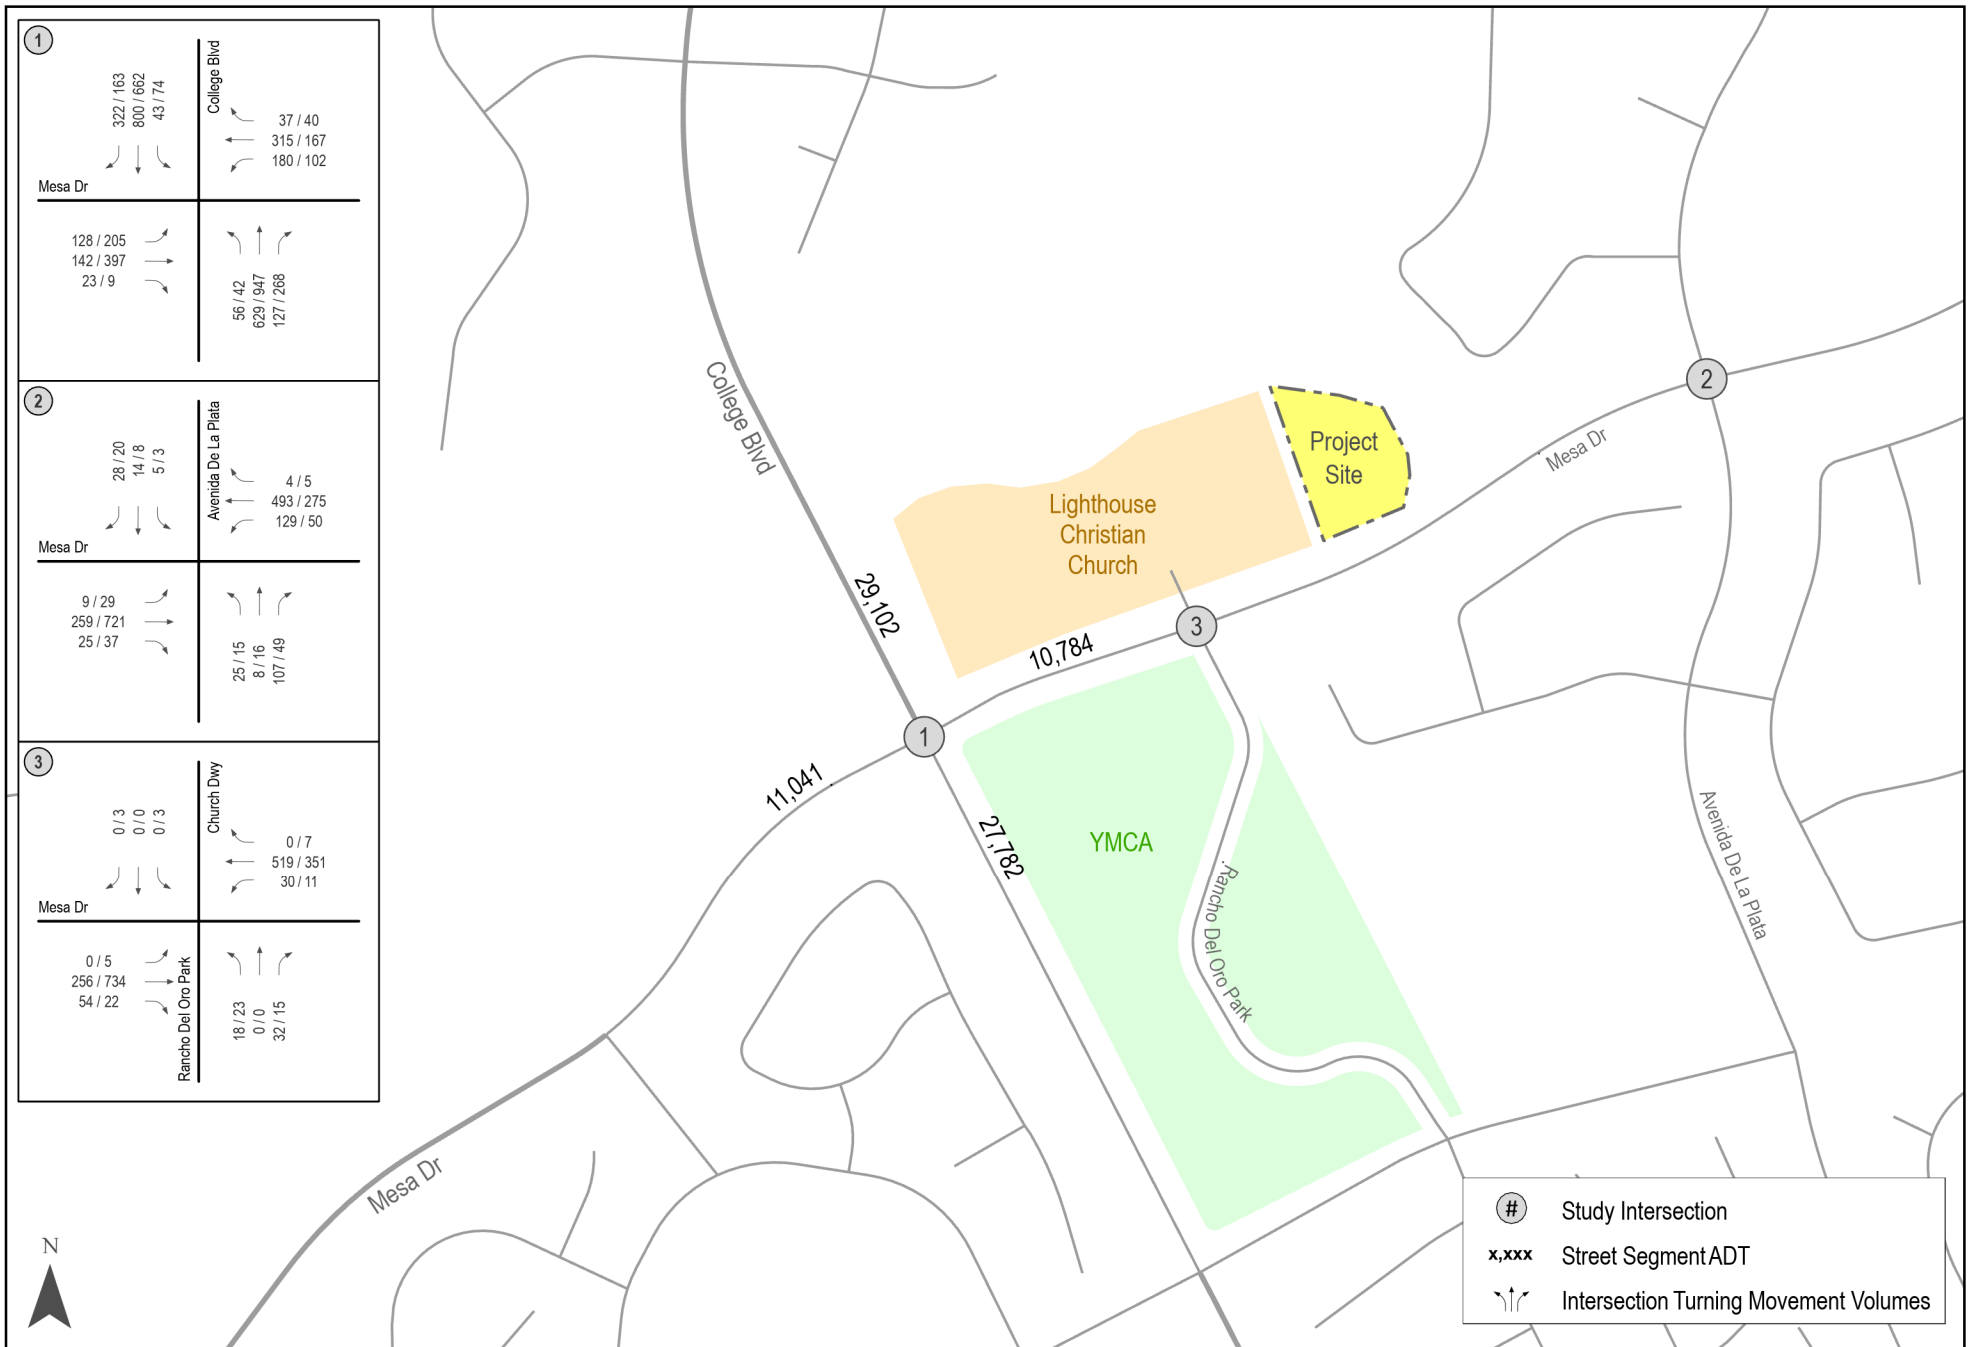 1
College Blvd
322 / 163
800 / 662
43 / 74
37 / 40
315 / 167
180 / 102
Mesa Dr
128 / 205
142 / 397
23 / 9
56 / 42
629 / 947
127 / 268
2
Avenida De La Plata
28 / 20
14 / 8
5 / 3
4 / 5
493 / 275
129 / 50
Mesa Dr
9 / 29
259 / 721
25 / 37
25 / 15
8 / 16
107 / 49
3
Church Dwy
0 / 3
0 / 0
0 / 3
0 / 7
519 / 351
30 / 11
Mesa Dr
0 / 5
256 / 734
54 / 22
Rancho Del Oro Park
18 / 23
0 / 0
32 / 15
College Blvd
2
Project
Site
Mesa Dr
Lighthouse
Christian
Church
29,102
3
10,784
1
11,041
27,782
YMCA
Rancho Del Oro Park
Avenida De La Plata
Mesa Dr
N
# Study Intersection
x,xxx Street Segment ADT
Intersection Turning Movement Volumes